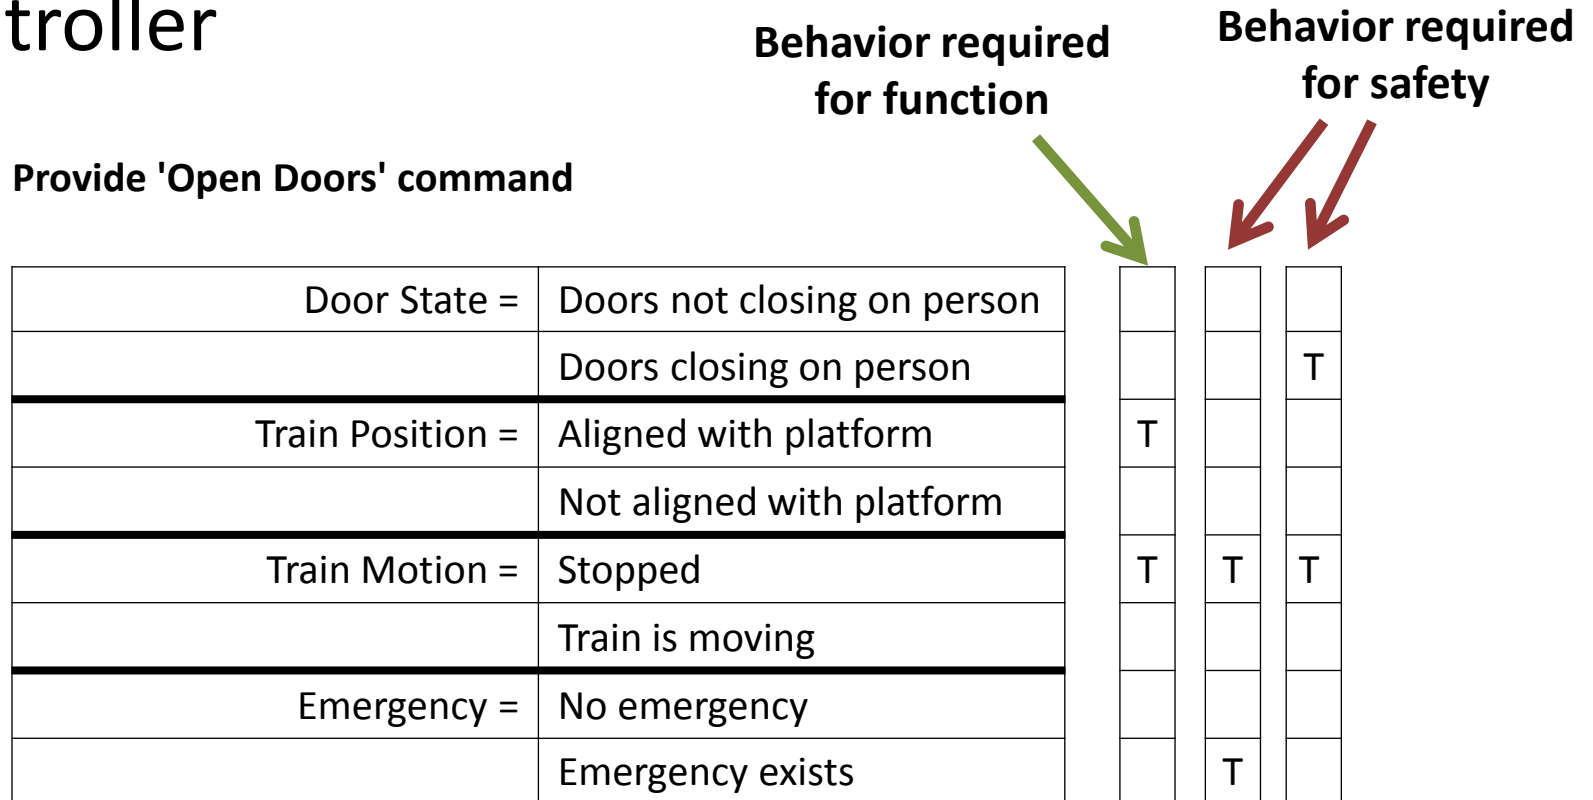 troller
Behavior required
for function
Behavior required
for safety
Provide 'Open Doors' command
Door State = Doors not closing on person
Doors closing on person T
Train Position = Aligned with platform T
Not aligned with platform
Train Motion = Stopped T T T
Train is moving
Emergency = No emergency
Emergency exists T